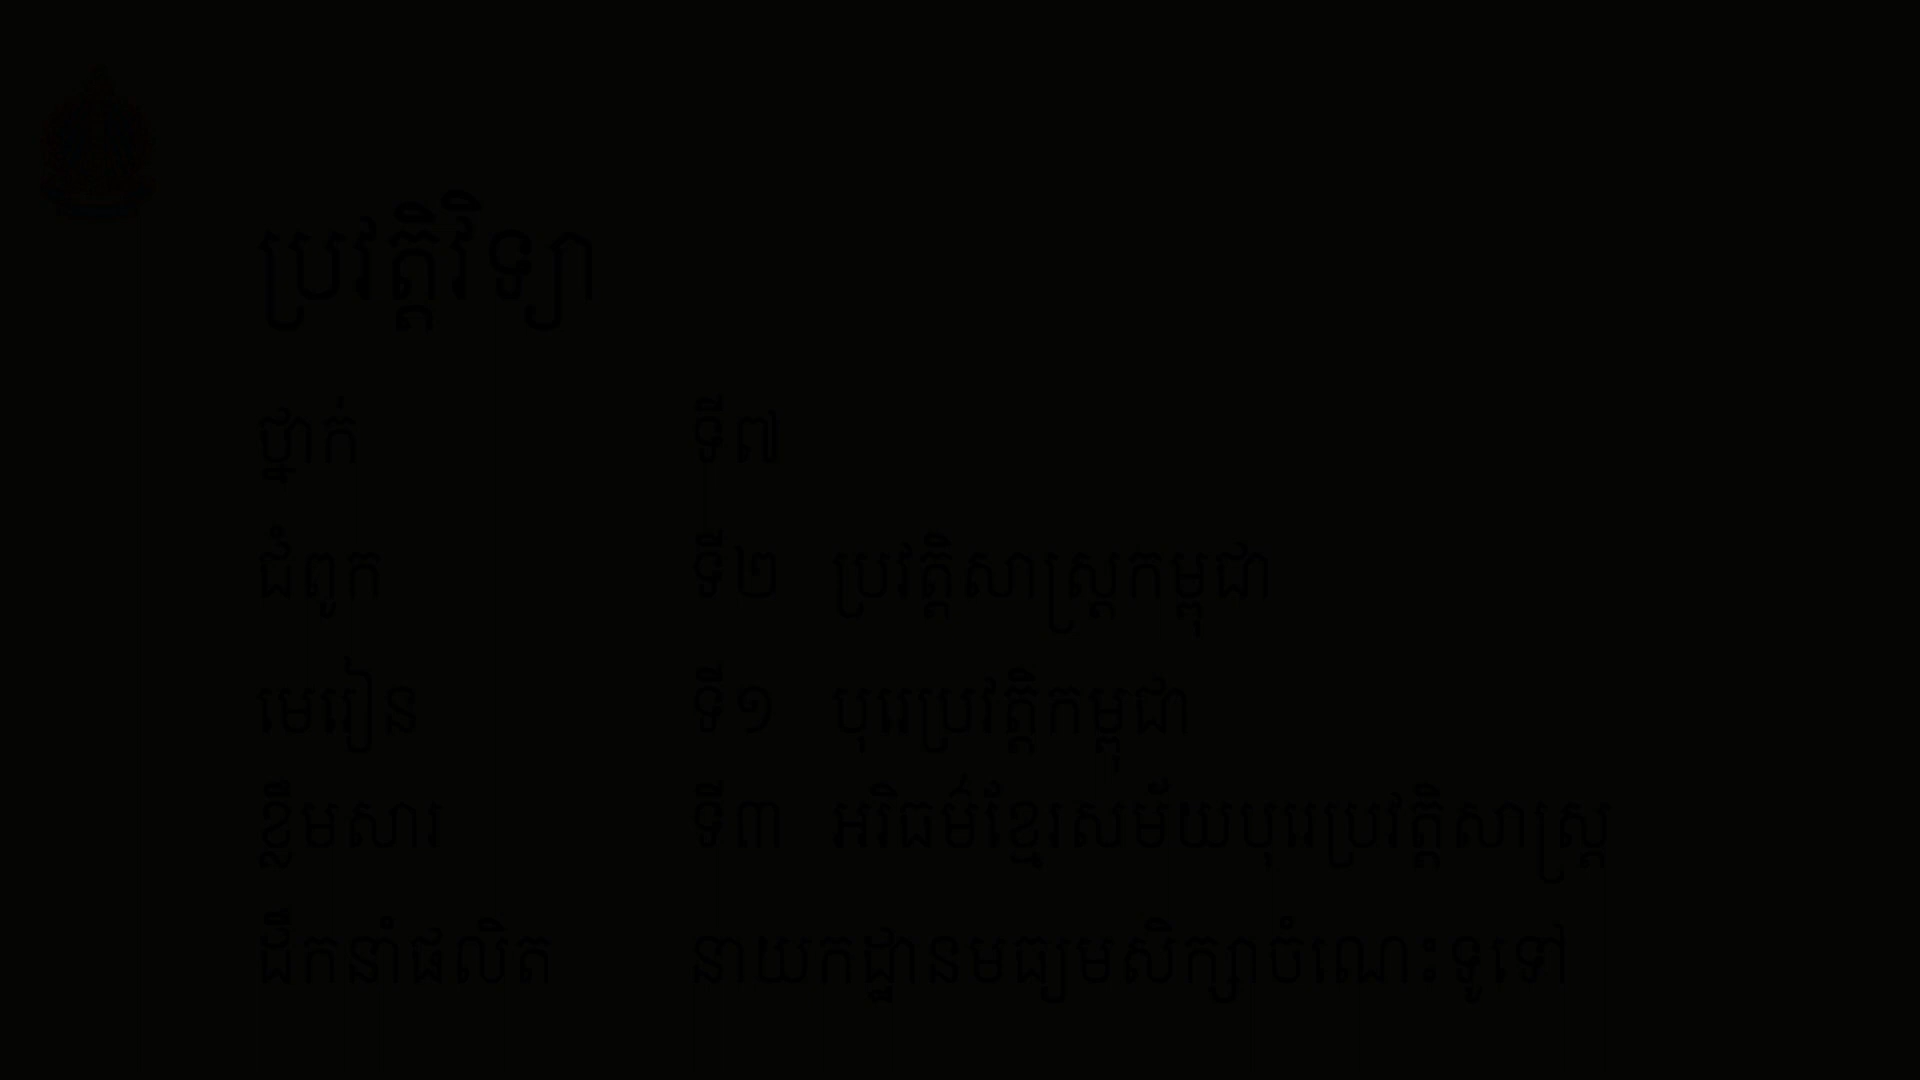 ប្រវត្តិវិទ្យា
ថ្នាក់ ទី៧
ជំពូក ទី២ ប្រវត្តិសាស្ត្រកម្ពុជា
មេរៀន ទី១ បុរេប្រវត្តិកម្ពុជា
ខ្លឹមសារ ទី៣ អរិយធម៌ខ្មែរសម័យបុរេប្រវត្តិសាស្ត្រ
ដឹកនាំផលិត នាយកដ្ឋានមធ្យមសិក្សាចំណេះទូទៅ